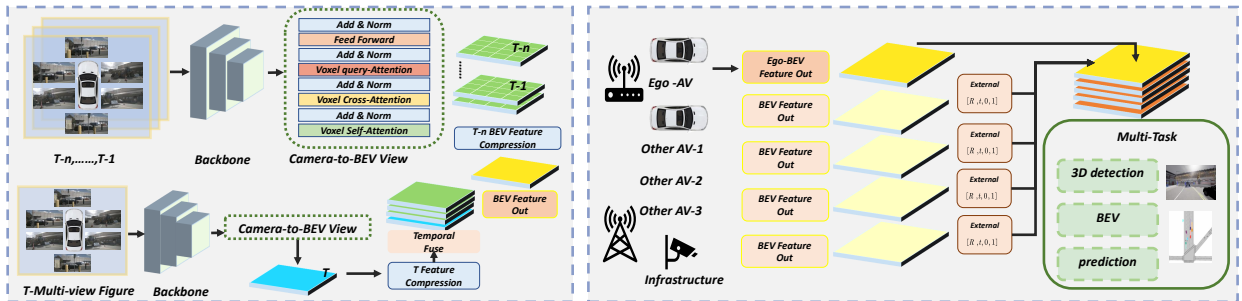 Add & Norm
Feed Forward
Add & Norm
Voxel query-Attention
Add & Norm
Voxel Cross-Attention
Add & Norm
Voxel Self-Attention
T-n
T-1
T-n,......,T-1
Backbone
Camera-to-BEV View
T-n BEV Feature
Compression
BEV Feature
Out
Camera-to-BEV View
Temporal
Fuse
T
T Feature
Compression
T-Multi-view Figure
Backbone
Ego -AV
Other AV-1
Other AV-2
Other AV-3
Infrastructure
Ego-BEV
Feature Out
BEV Feature
Out
BEV Feature
Out
BEV Feature
Out
BEV Feature
Out
External
[R ,t,0,1]
External
[R ,t,0,1]
External
[R ,t,0,1]
External
[R ,t,0,1]
Multi-Task
3D detection
BEV
prediction